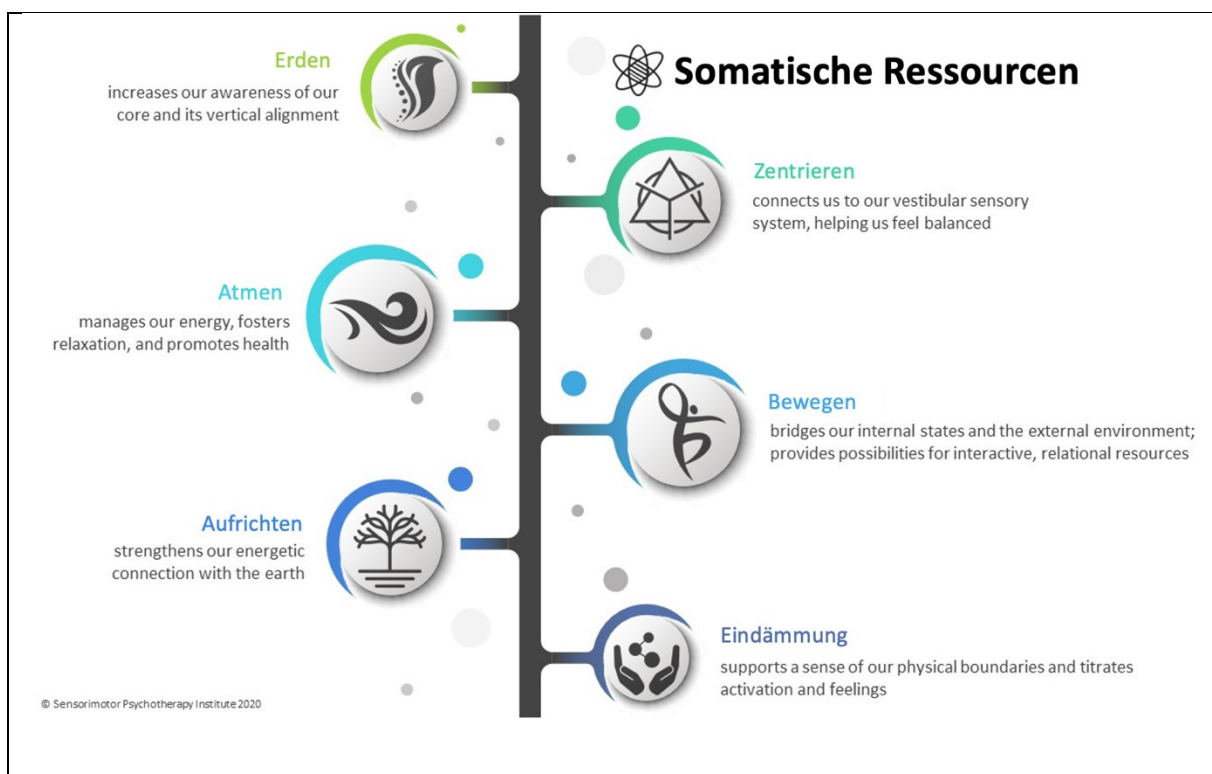 Somatische Ressourcen
Erden
increases our awareness of our
core and its vertical alignment
Zentrieren
connects us to our vestibular sensory
system, helping us feel balanced
Atmen
manages our energy, fosters
relaxation, and promotes health
Bewegen
bridges our internal states and the external environment;
provides possibilities for interactive, relational resources
Aufrichten
strengthens our energetic
connection with the earth
Eindämmung
supports a sense of our physical boundaries and titrates
activation and feelings
© Sensorimotor Psychotherapy Institute 2020